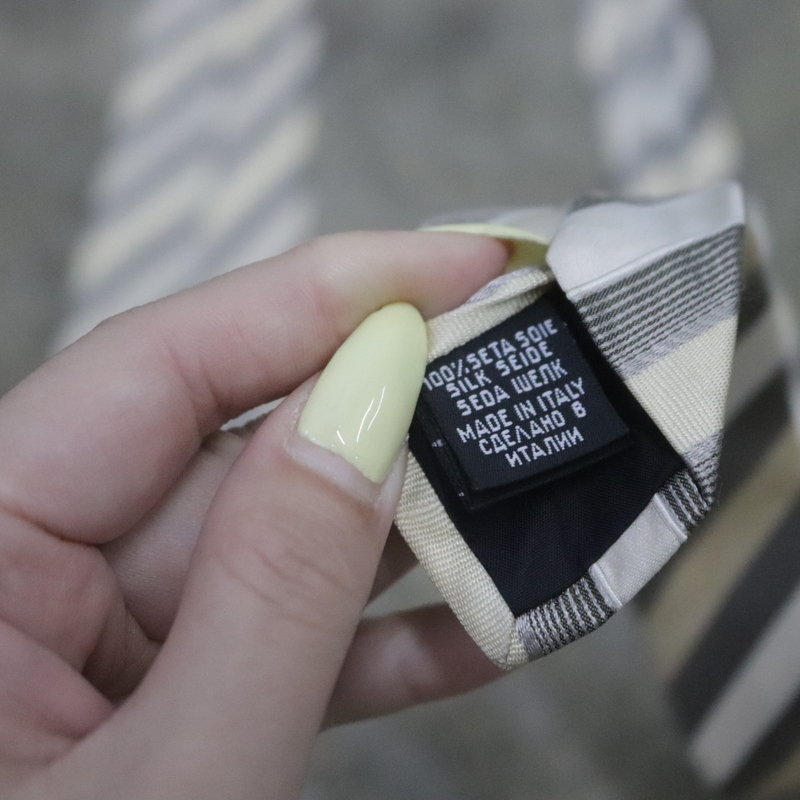 100% SETA SOIE
SILK SEIDE
SEDA ШЕЛК
MADE IN ITALY
СДЕЛАНО В
ИТАЛИИ